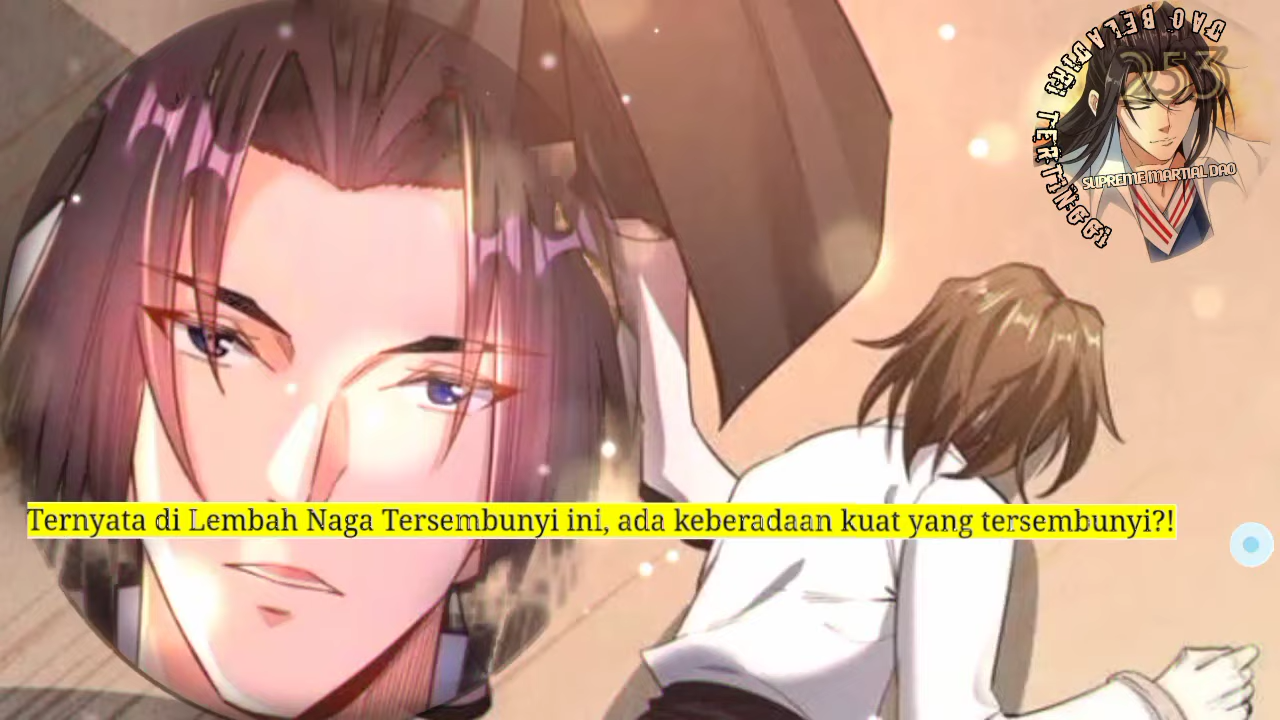 DAO BELADIRI TERTINGGI
253
SUPREME MARTIAL DAO
Ternyata di Lembah Naga Tersembunyi ini, ada keberadaan kuat yang tersembunyi?!